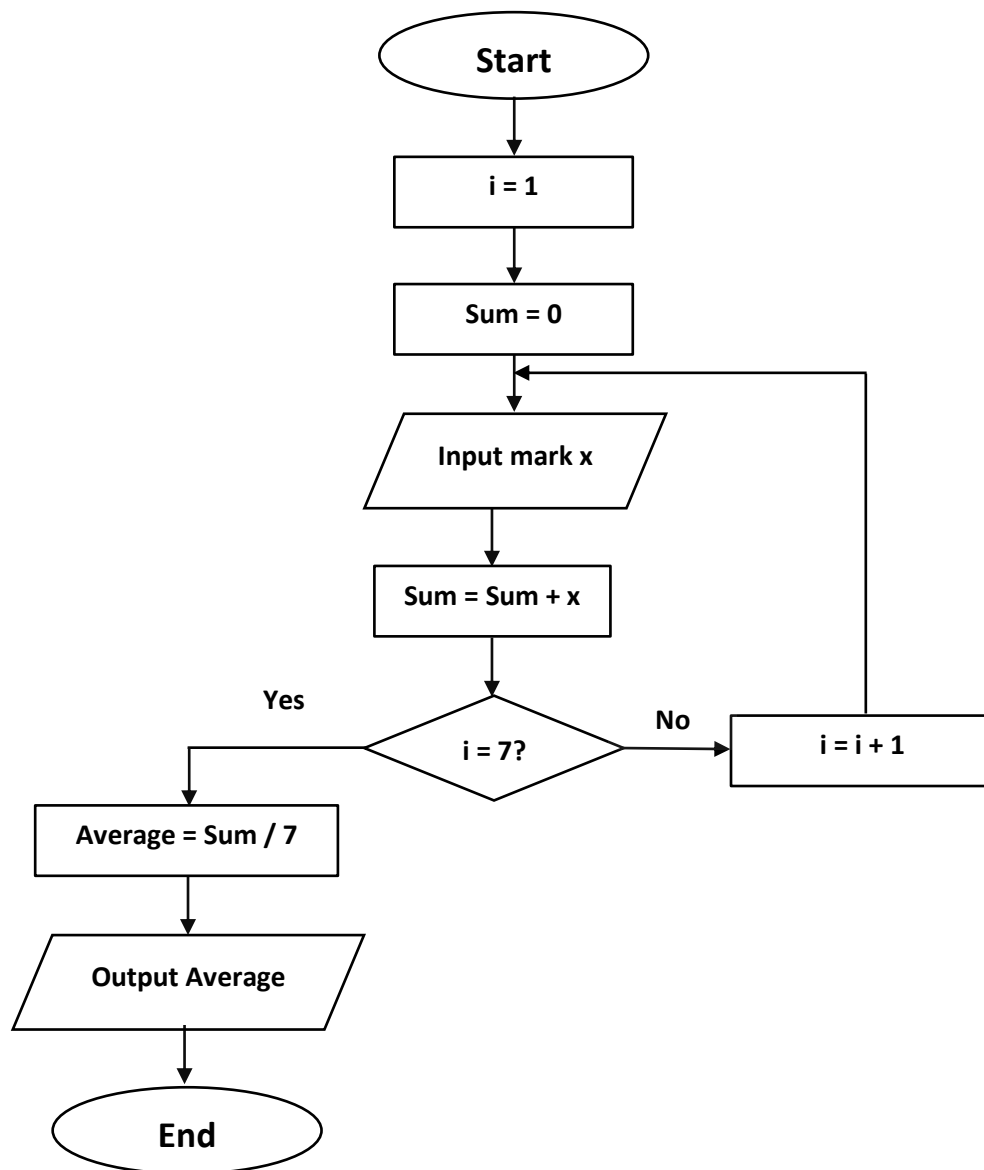 Start
i = 1
Sum = 0
Input mark x
Sum = Sum + x
Yes
i = 7?
No
i = i + 1
Average = Sum / 7
Output Average
End